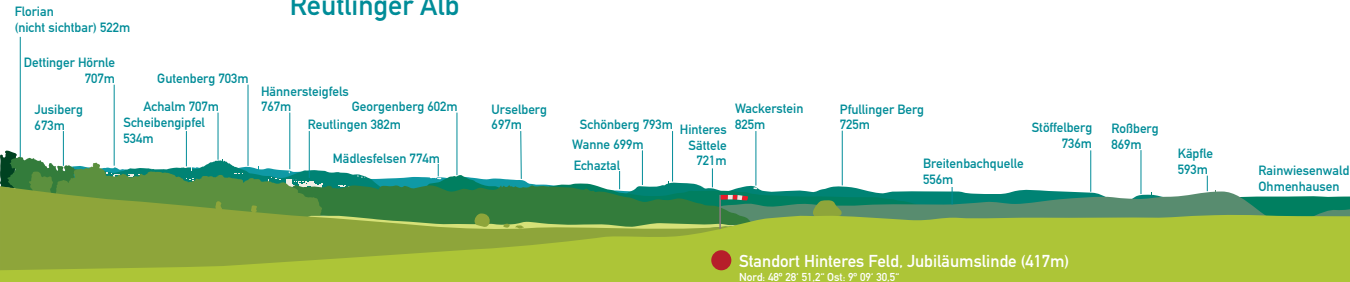 Reutlinger Alb
Florian
(nicht sichtbar) 522m
Dettinger Hörnle
707m
Jusiberg
673m
Gutenberg 703m
Achalm 707m
Scheibengipfel
534m
Hännersteigfels
767m
Reutlingen 382m
Georgenberg 602m
Mädlesfelsen 774m
Urselberg
697m
Schönberg 793m
Wanne 699m
Echaztal
Hinteres
Sättele
721m
Wackerstein
825m
Pfullinger Berg
725m
Breitenbachquelle
556m
Stöffelberg
736m
Roßberg
869m
Käpfle
593m
Rainwiesenwald
Ohmenhausen
Standort Hinteres Feld, Jubiläumslinde (417m)
Nord: 48° 28' 51.2" Ost: 9° 09' 30,5"